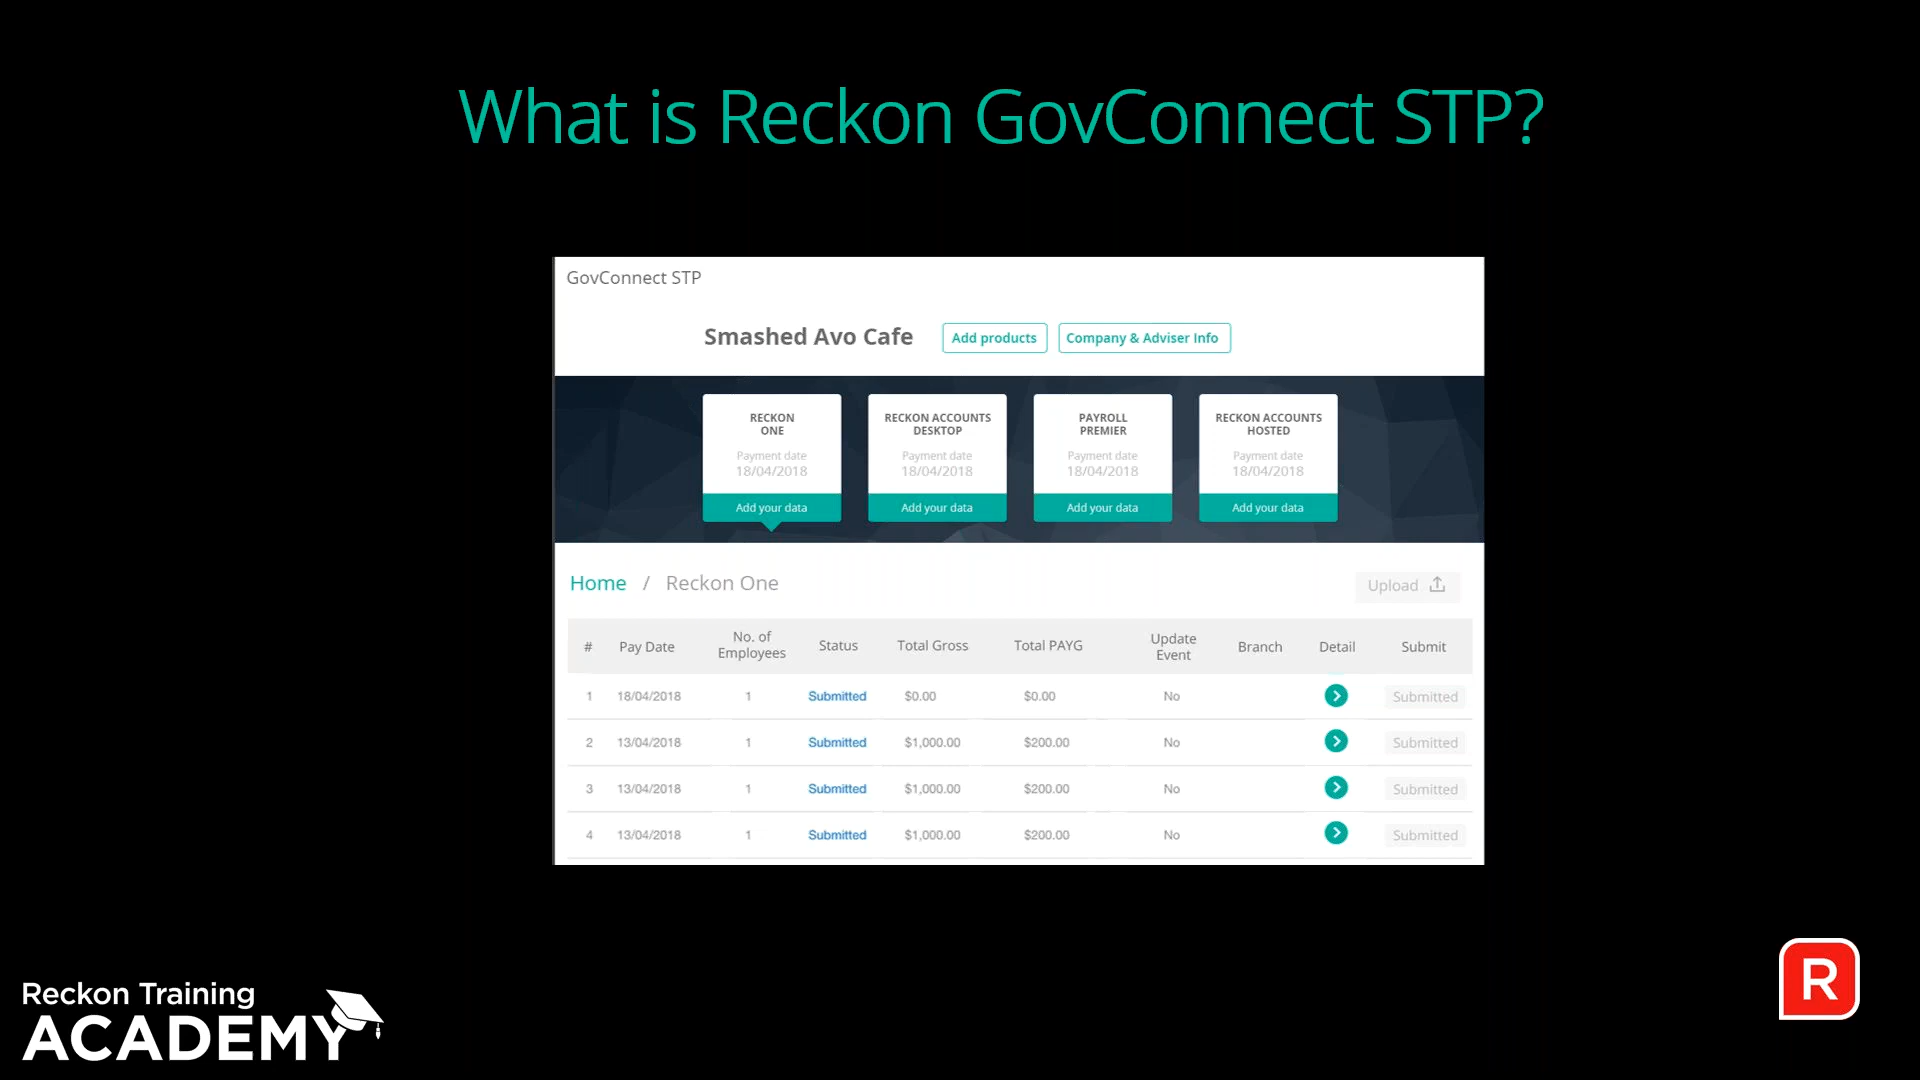 What is Reckon GovConnect STP?
GovConnect STP
Smashed Avo Cafe Add products Company & Adviser Info
RECKON ONE
Payment date
18/04/2018
Add your data
RECKON ACCOUNTS DESKTOP
Payment date
18/04/2018
Add your data
PAYROLL PREMIER
Payment date
18/04/2018
Add your data
RECKON ACCOUNTS HOSTED
Payment date
18/04/2018
Add your data
Home / Reckon One Upload
# Pay Date No. of Employees Status Total Gross Total PAYG Update Event Branch Detail Submit
1 18/04/2018 1 Submitted $0.00 $0.00 No Submitted
2 13/04/2018 1 Submitted $1,000.00 $200.00 No Submitted
3 13/04/2018 1 Submitted $1,000.00 $200.00 No Submitted
4 13/04/2018 1 Submitted $1,000.00 $200.00 No Submitted
Reckon Training
ACADEMY
R